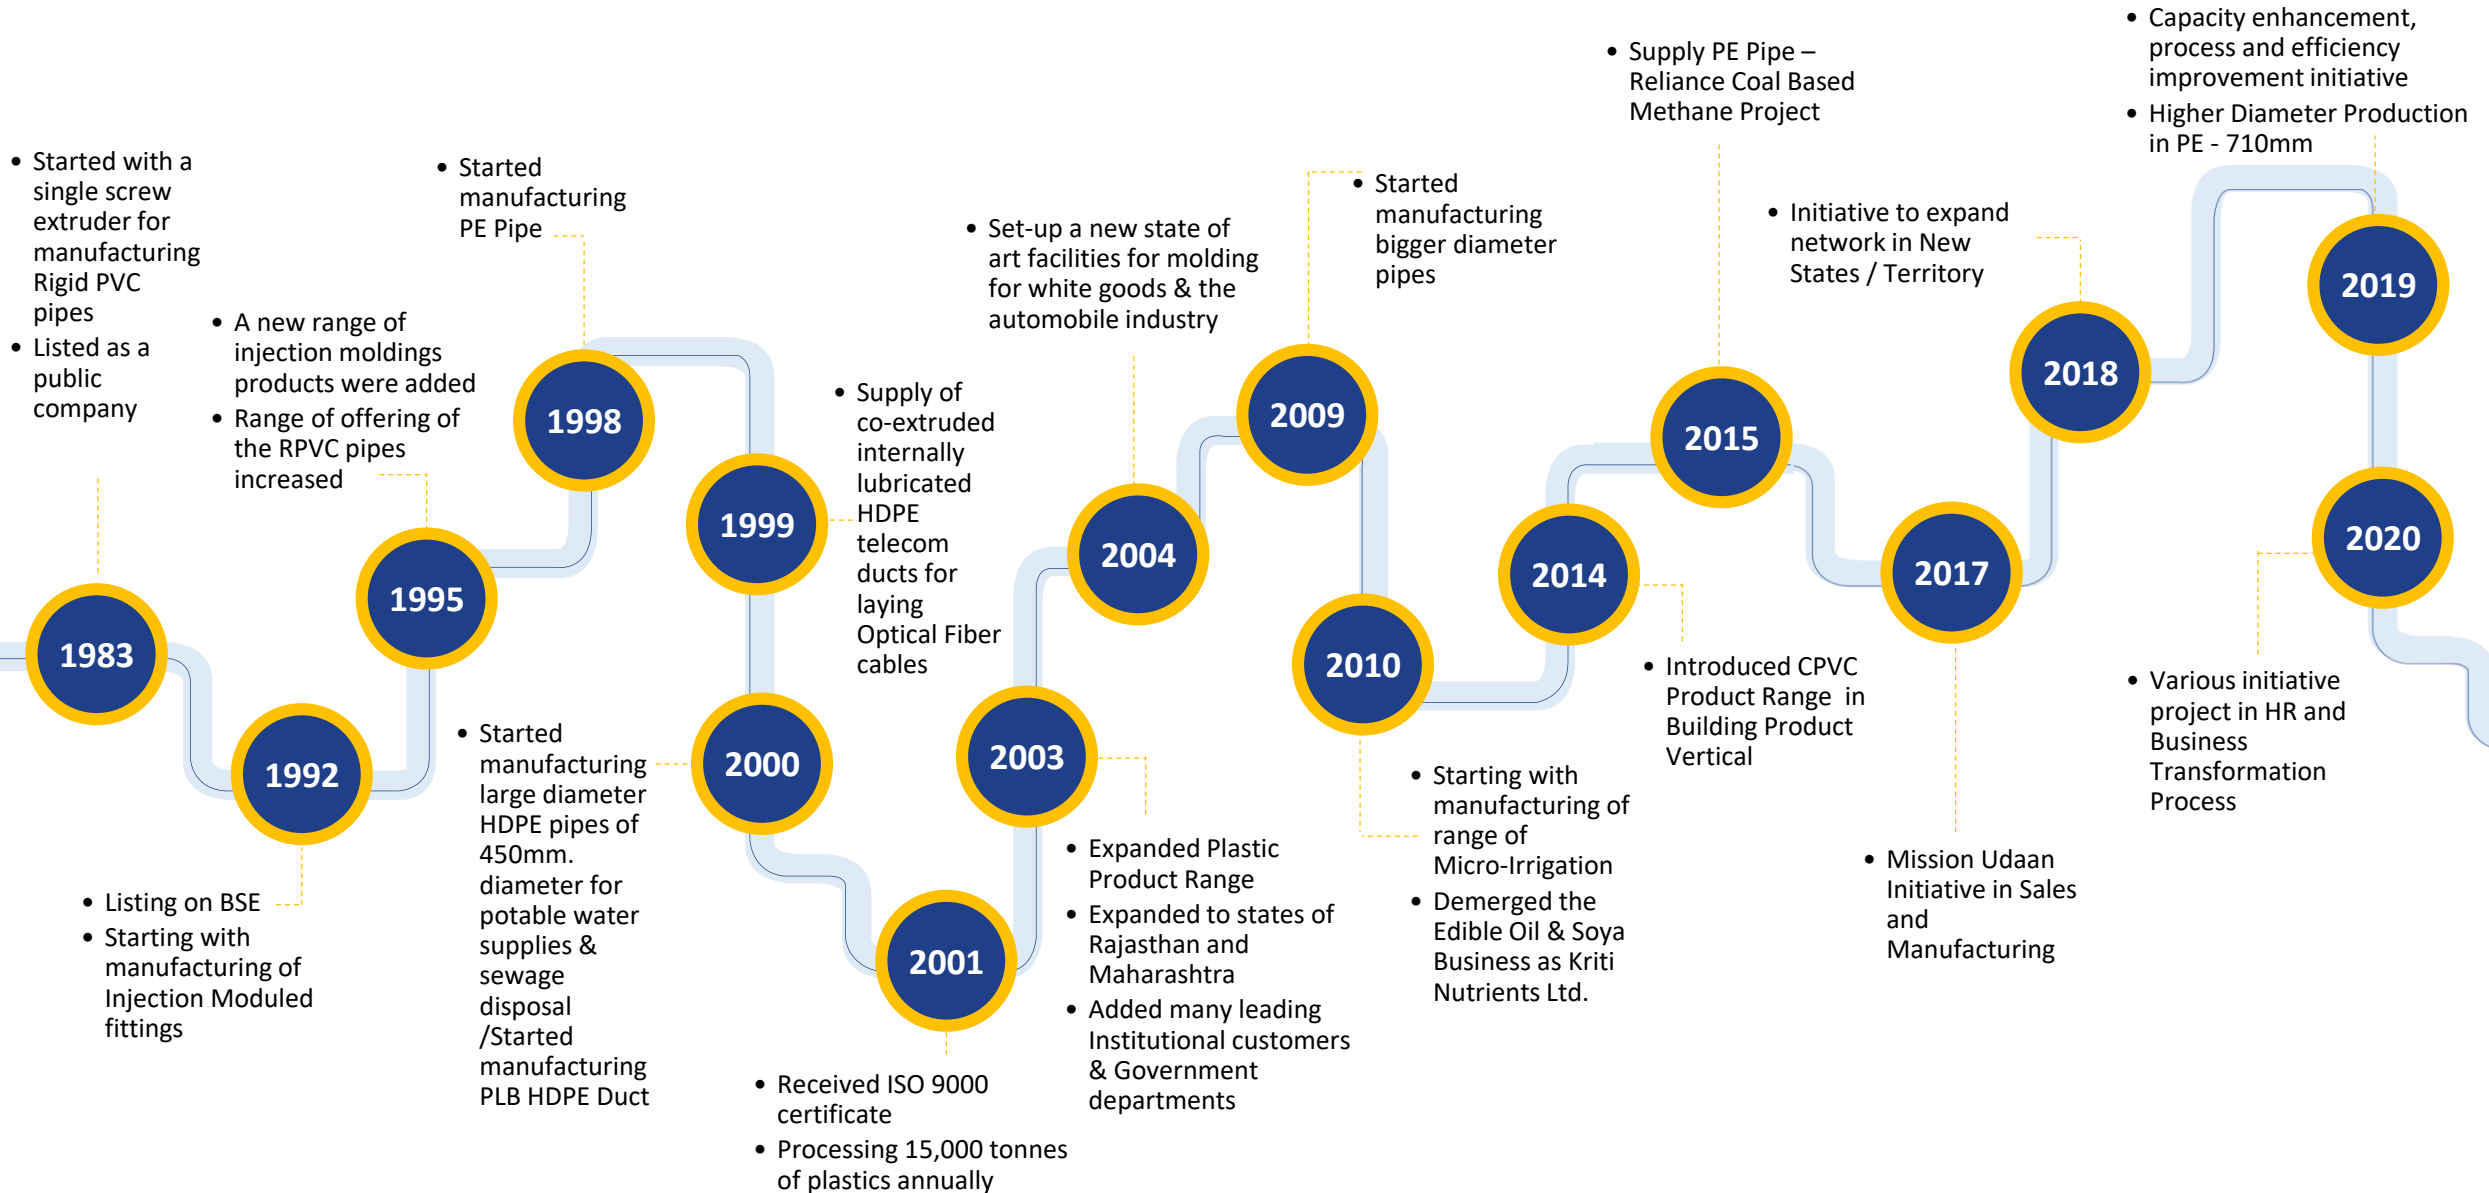 • Started with a
single screw
extruder for
manufacturing
Rigid PVC
pipes
• Listed as a
public
company
1983
1992
• Listing on BSE
• Starting with
manufacturing of
Injection Moduled
fittings
• A new range of
injection moldings
products were added
• Range of offering of
the RPVC pipes
increased
1995
• Started
manufacturing
PE Pipe
1998
1999
• Supply of
co-extruded
internally
lubricated
HDPE
telecom
ducts for
laying
Optical Fiber
cables
2000
• Started
manufacturing
large diameter
HDPE pipes of
450mm.
diameter for
potable water
supplies &
sewage
disposal
/Started
manufacturing
PLB HDPE Duct
2001
• Received ISO 9000
certificate
• Processing 15,000 tonnes
of plastics annually
2003
• Expanded Plastic
Product Range
• Expanded to states of
Rajasthan and
Maharashtra
• Added many leading
Institutional customers
& Government
departments
• Set-up a new state of
art facilities for molding
for white goods & the
automobile industry
2004
• Started
manufacturing
bigger diameter
pipes
2009
2010
• Starting with
manufacturing of
range of
Micro-Irrigation
• Demerged the
Edible Oil & Soya
Business as Kriti
Nutrients Ltd.
2014
• Introduced CPVC
Product Range in
Building Product
Vertical
• Supply PE Pipe –
Reliance Coal Based
Methane Project
2015
2017
• Mission Udaan
Initiative in Sales
and
Manufacturing
• Initiative to expand
network in New
States / Territory
2018
• Capacity enhancement,
process and efficiency
improvement initiative
• Higher Diameter Production
in PE - 710mm
2019
2020
• Various initiative
project in HR and
Business
Transformation
Process